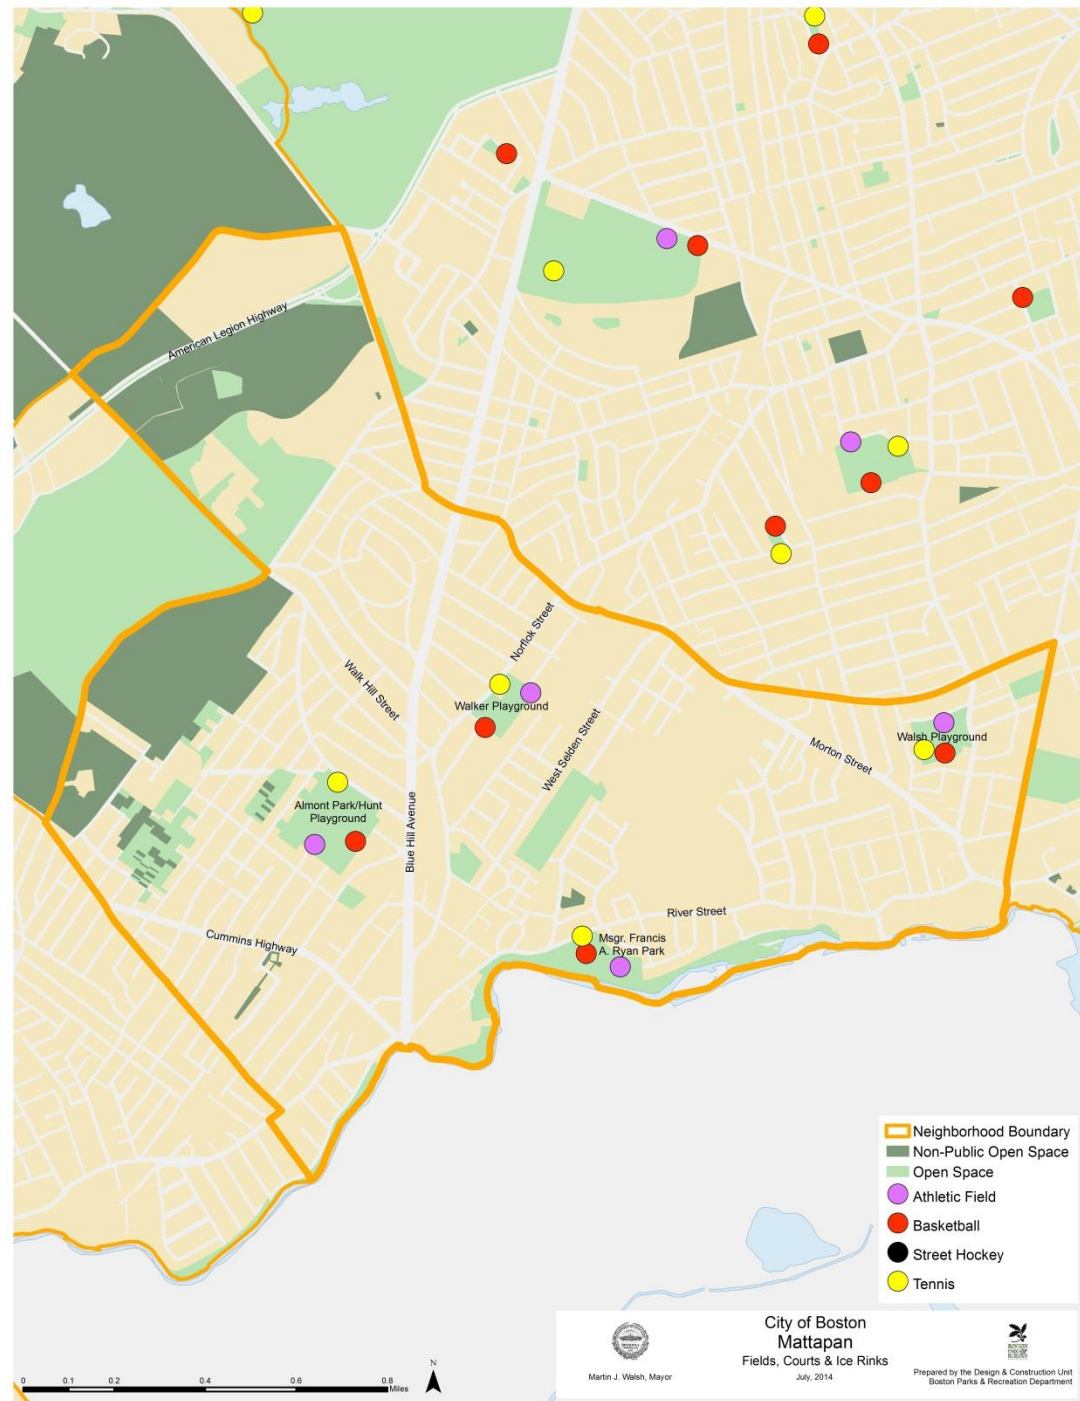 American Legion Highway
Norflok Street
Walk Hill Street
Walker Playground
West Selden Street
Morton Street
Walsh Playground
Almont Park/Hunt
Playground
Blue Hill Avenue
River Street
Cummins Highway
Msgr. Francis
A. Ryan Park
Neighborhood Boundary
Non-Public Open Space
Open Space
Athletic Field
Basketball
Street Hockey
Tennis
City of Boston
Mattapan
Fields, Courts & Ice Rinks
July, 2014
Martin J. Walsh, Mayor
Prepared by the Design & Construction Unit
Boston Parks & Recreation Department
N
0 0.1 0.2 0.4 0.6 0.8
Miles